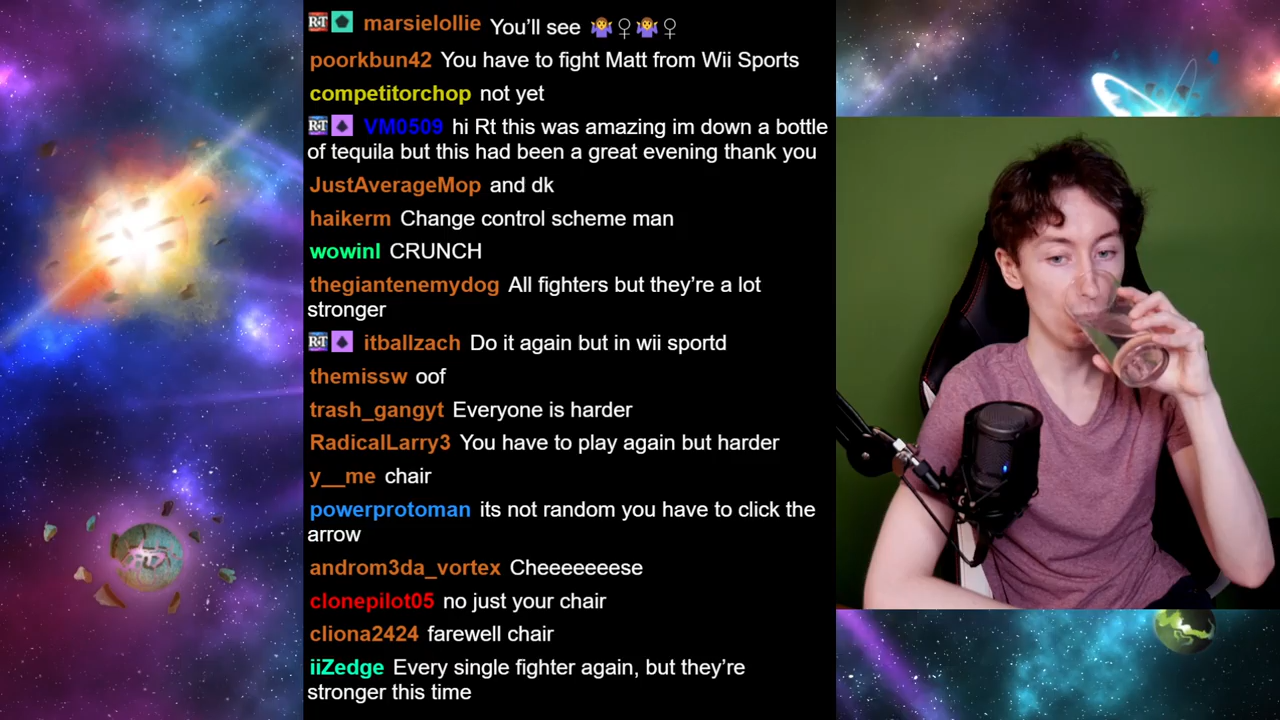 RT marsielollie You'll see 🤷‍♀🤷‍♀
poorkbun42 You have to fight Matt from Wii Sports
competitorchop not yet
RT VM0509 hi Rt this was amazing im down a bottle
of tequila but this had been a great evening thank you
JustAverageMop and dk
haikerm Change control scheme man
wowinl CRUNCH
thegiantenemydog All fighters but they're a lot
stronger
RT itballzach Do it again but in wii sportd
themissw oof
trash_gangyt Everyone is harder
RadicalLarry3 You have to play again but harder
y__me chair
powerprotoman its not random you have to click the
arrow
androm3da_vortex Cheeeeeeese
clonepilot05 no just your chair
cliona2424 farewell chair
iiZedge Every single fighter again, but they're
stronger this time